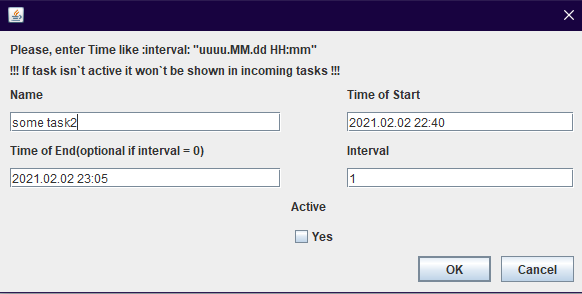 Please, enter Time like :interval: "uuuu.MM.dd HH:mm"
!!! If task isn`t active it won`t be shown in incoming tasks !!!
Name
Time of Start
some task2
2021.02.02 22:40
Time of End(optional if interval = 0)
Interval
2021.02.02 23:05
1
Active
Yes
OK
Cancel